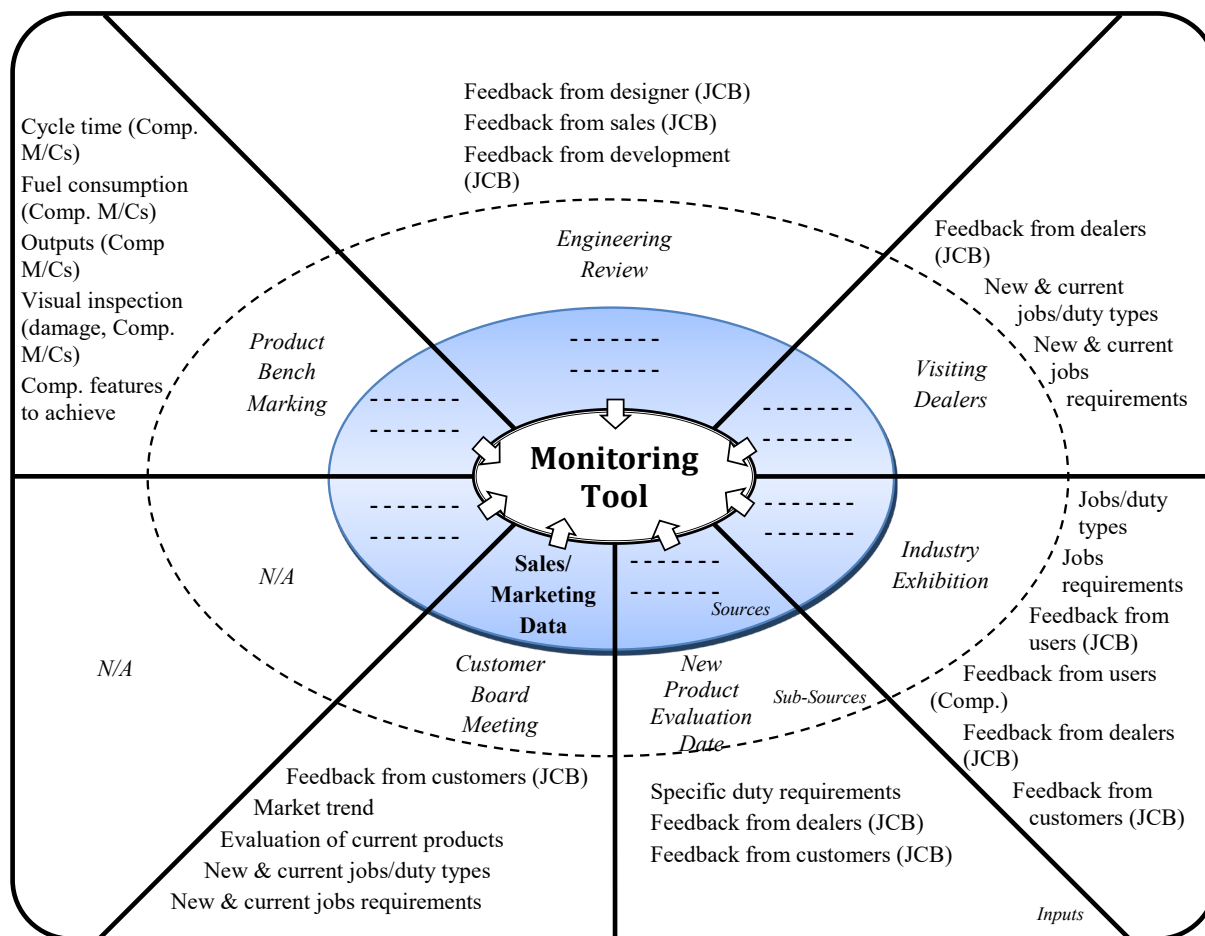 Feedback from designer (JCB)
Feedback from sales (JCB)
Feedback from development
(JCB)
Cycle time (Comp.
M/Cs)
Fuel consumption
(Comp. M/Cs)
Outputs (Comp
M/Cs)
Visual inspection
(damage, Comp.
M/Cs)
Comp. features
to achieve
Engineering
Review
Feedback from dealers
(JCB)
New & current
jobs/duty types
New & current
jobs
requirements
Product
Bench
Marking
Visiting
Dealers
Monitoring
Tool
Jobs/duty
types
Jobs
requirements
Feedback from
users (JCB)
Feedback from users
(Comp.)
Feedback from dealers
(JCB)
Feedback from
customers (JCB)
Industry
Exhibition
N/A
Sales/
Marketing
Data
Sources
N/A
Customer
Board
Meeting
New
Product
Evaluation
Date
Sub-Sources
Feedback from customers (JCB)
Market trend
Evaluation of current products
New & current jobs/duty types
New & current jobs requirements
Specific duty requirements
Feedback from dealers (JCB)
Feedback from customers (JCB)
Inputs